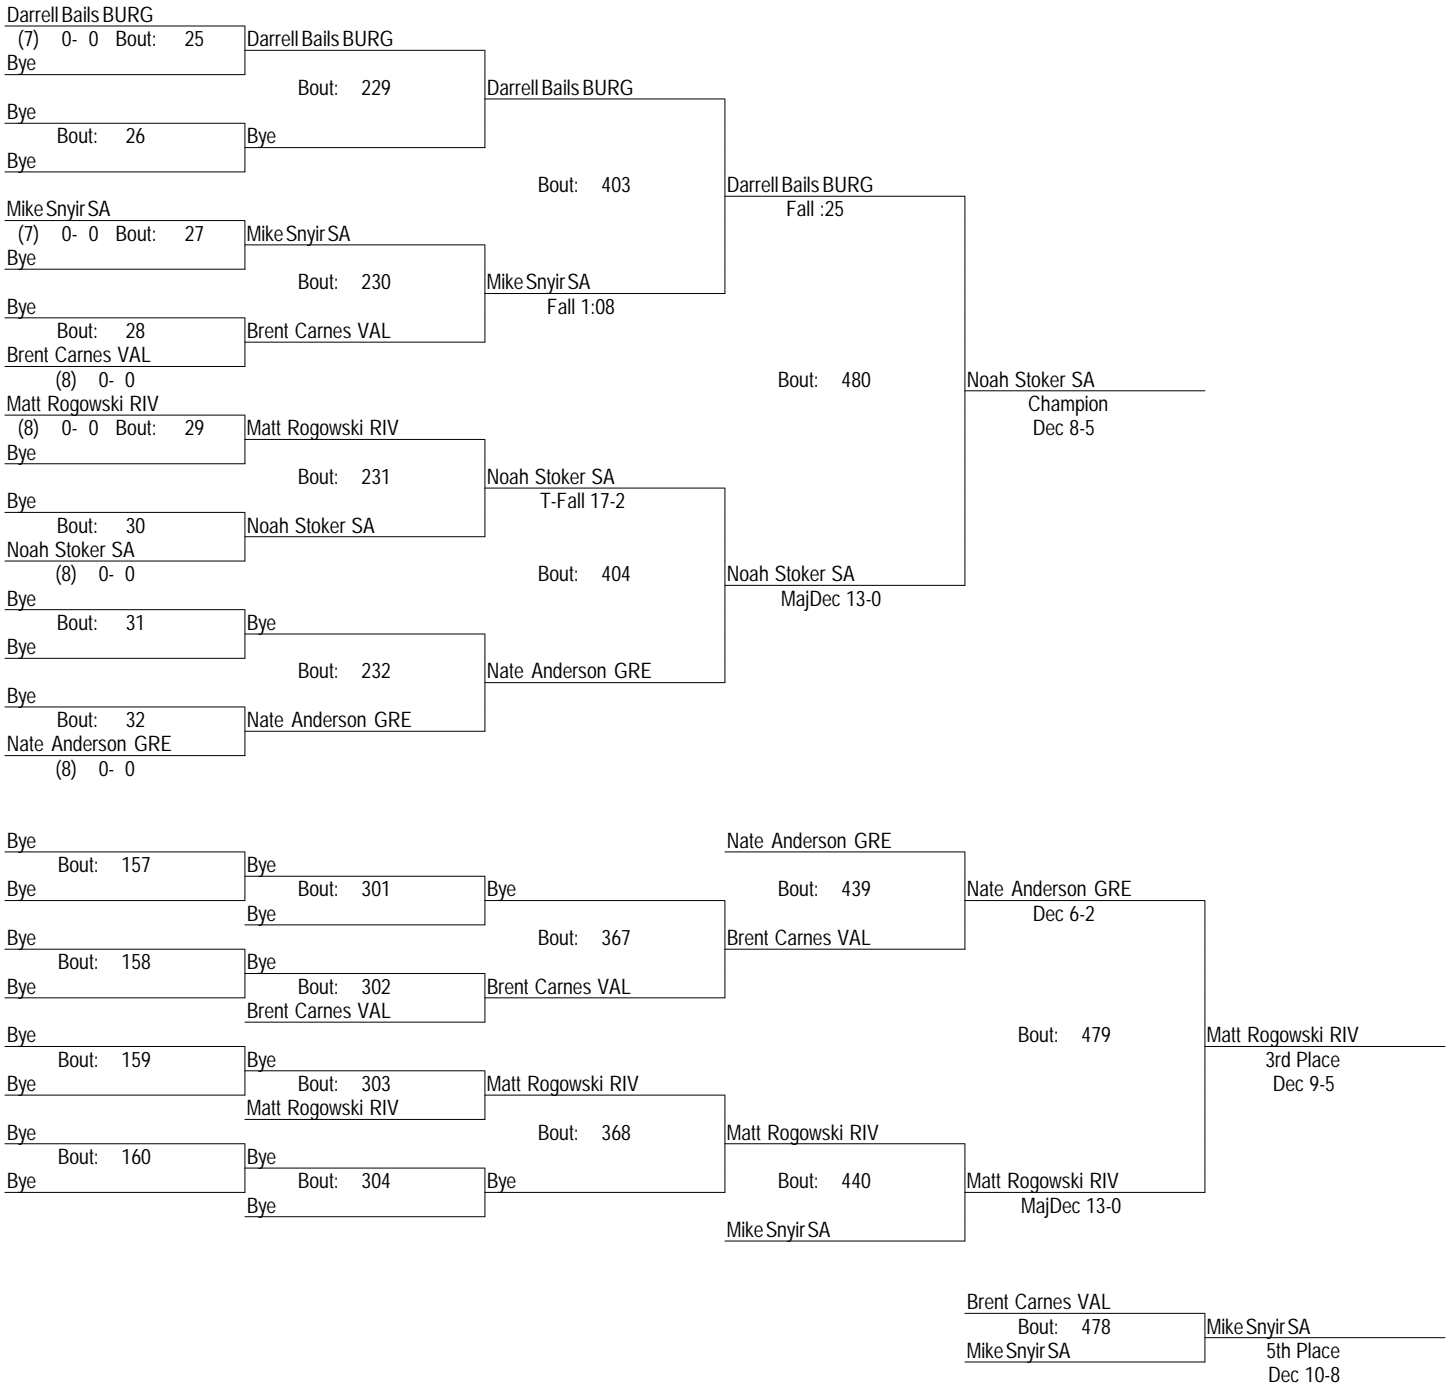 Darrell Bails BURG
(7) 0- 0 Bout: 25 Darrell Bails BURG
Bye
Bout: 229 Darrell Bails BURG
Bye
Bout: 26 Bye
Bye
Bout: 403 Darrell Bails BURG
Mike Snyir SA Fall :25
(7) 0- 0 Bout: 27 Mike Snyir SA
Bye
Bout: 230 Mike Snyir SA
Bye Fall 1:08
Bout: 28 Brent Carnes VAL
Brent Carnes VAL
(8) 0- 0 Bout: 480 Noah Stoker SA
Matt Rogowski RIV Champion
(8) 0- 0 Bout: 29 Matt Rogowski RIV Dec 8-5
Bye
Bout: 231 Noah Stoker SA
Bye T-Fall 17-2
Bout: 30 Noah Stoker SA
Noah Stoker SA
(8) 0- 0 Bout: 404 Noah Stoker SA
Bye MajDec 13-0
Bout: 31 Bye
Bye
Bout: 232 Nate Anderson GRE
Bye
Bout: 32 Nate Anderson GRE
Nate Anderson GRE
(8) 0- 0
Bye Nate Anderson GRE
Bout: 157 Bye
Bye Bout: 301 Bye Bout: 439 Nate Anderson GRE
Bye Dec 6-2
Bye Bout: 367 Brent Carnes VAL
Bout: 158 Bye
Bye Bout: 302 Brent Carnes VAL
Brent Carnes VAL
Bye Bout: 479 Matt Rogowski RIV
Bout: 159 Bye 3rd Place
Bye Bout: 303 Matt Rogowski RIV Dec 9-5
Matt Rogowski RIV
Bye Bout: 368 Matt Rogowski RIV
Bout: 160 Bye
Bye Bout: 304 Bye Bout: 440 Matt Rogowski RIV
Bye MajDec 13-0
Mike Snyir SA
Brent Carnes VAL
Bout: 478 Mike Snyir SA
Mike Snyir SA 5th Place
Dec 10-8